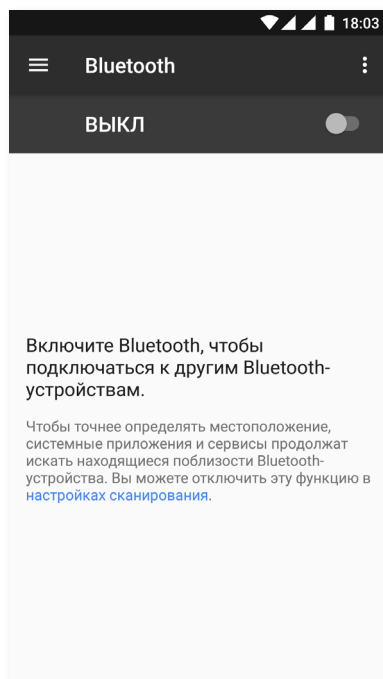 18:03
Bluetooth
ВЫКЛ
Включите Bluetooth, чтобы
подключаться к другим Bluetooth-
устройствам.
Чтобы точнее определять местоположение,
системные приложения и сервисы продолжат
искать находящиеся поблизости Bluetooth-
устройства. Вы можете отключить эту функцию в
настройках сканирования.